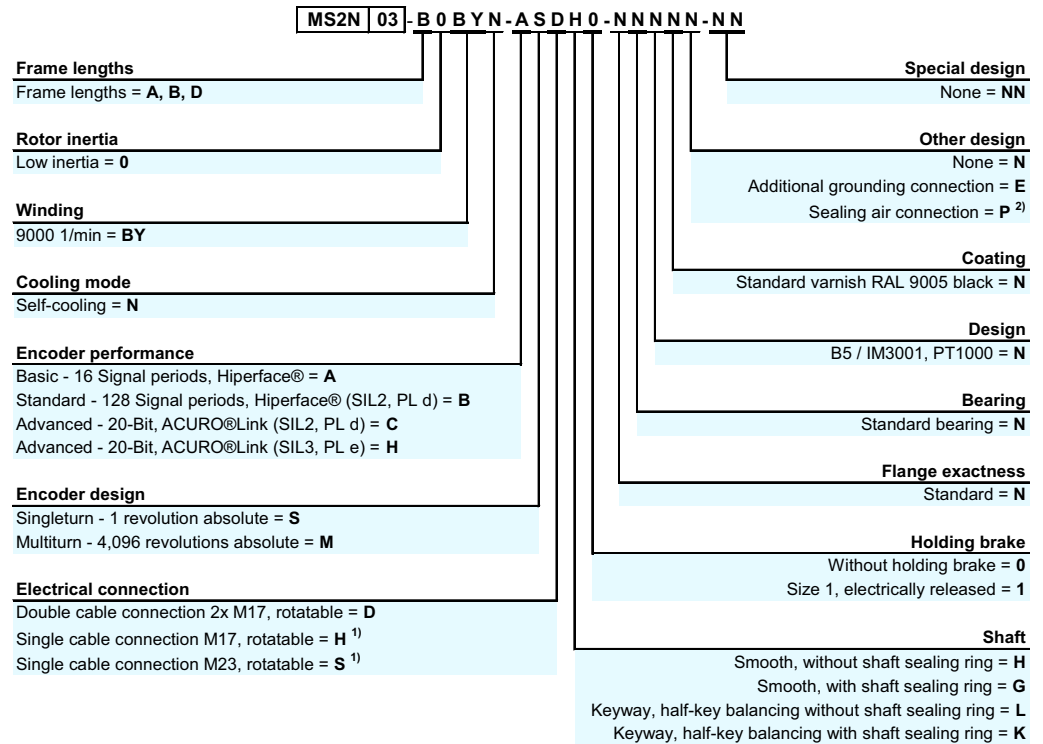 MS2N 03 - B 0 B Y N - A S D H 0 - N N N N N - N N
Frame lengths
Frame lengths = A, B, D
Rotor inertia
Low inertia = 0
Winding
9000 1/min = BY
Cooling mode
Self-cooling = N
Encoder performance
Basic - 16 Signal periods, Hiperface® = A
Standard - 128 Signal periods, Hiperface® (SIL2, PL d) = B
Advanced - 20-Bit, ACURO®Link (SIL2, PL d) = C
Advanced - 20-Bit, ACURO®Link (SIL3, PL e) = H
Encoder design
Singleturn - 1 revolution absolute = S
Multiturn - 4,096 revolutions absolute = M
Electrical connection
Double cable connection 2x M17, rotatable = D
Single cable connection M17, rotatable = H 1)
Single cable connection M23, rotatable = S 1)
Special design
None = NN
Other design
None = N
Additional grounding connection = E
Sealing air connection = P 2)
Coating
Standard varnish RAL 9005 black = N
Design
B5 / IM3001, PT1000 = N
Bearing
Standard bearing = N
Flange exactness
Standard = N
Holding brake
Without holding brake = 0
Size 1, electrically released = 1
Shaft
Smooth, without shaft sealing ring = H
Smooth, with shaft sealing ring = G
Keyway, half-key balancing without shaft sealing ring = L
Keyway, half-key balancing with shaft sealing ring = K